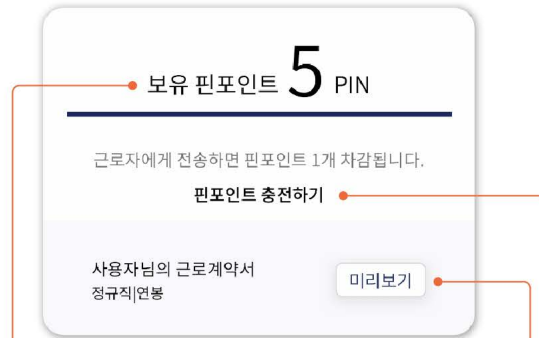 보유 핀포인트 5 PIN
근로자에게 전송하면 핀포인트 1개 차감됩니다.
핀포인트 충전하기
사용자님의 근로계약서
정규직|연봉
미리보기